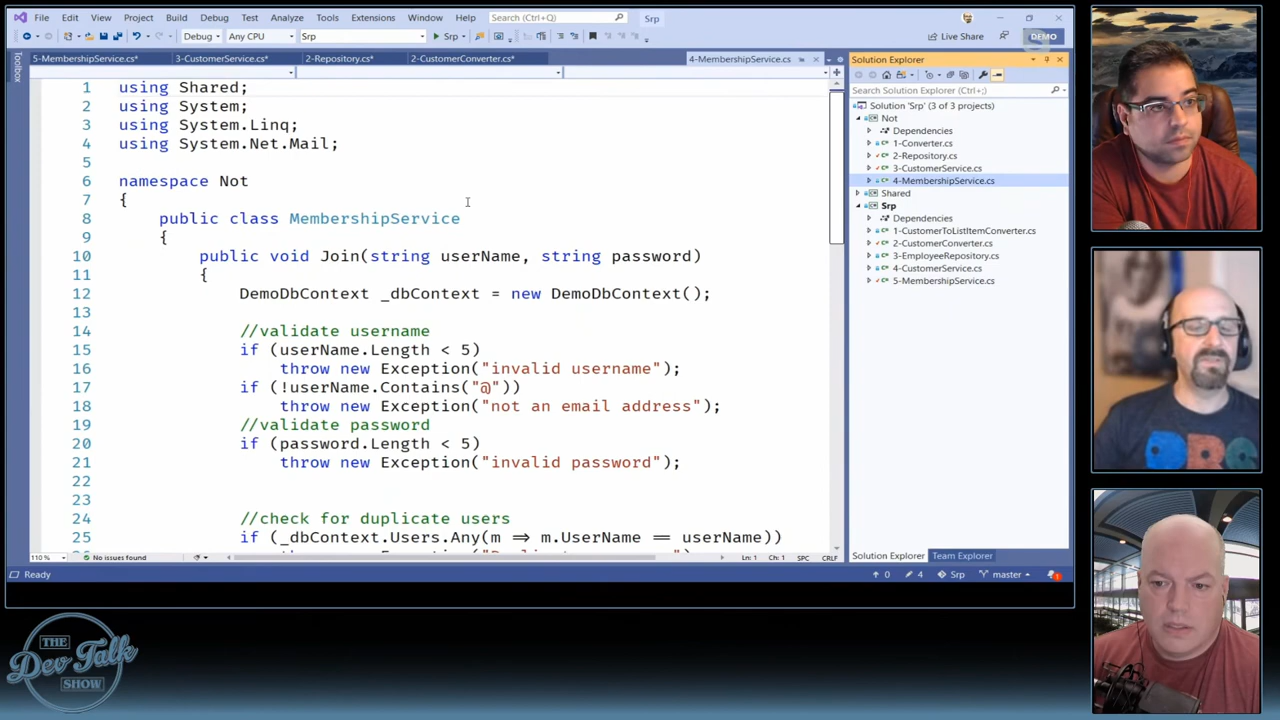 File Edit View Project Build Debug Test Analyze Tools Extensions Window Help Search (Ctrl+Q) Srp
Debug Any CPU Srp Srp Live Share DEMO
5-MembershipService.cs* 3-CustomerService.cs* 2-Repository.cs* 2-CustomerConverter.cs* 4-MembershipService.cs
Toolbox
1 using Shared;
2 using System;
3 using System.Linq;
4 using System.Net.Mail;
5
6 namespace Not
7 {
8 public class MembershipService
9 {
10 public void Join(string userName, string password)
11 {
12 DemoDbContext _dbContext = new DemoDbContext();
13
14 //validate username
15 if (userName.Length < 5)
16 throw new Exception("invalid username");
17 if (!userName.Contains("@"))
18 throw new Exception("not an email address");
19 //validate password
20 if (password.Length < 5)
21 throw new Exception("invalid password");
22
23
24 //check for duplicate users
25 if (_dbContext.Users.Any(m => m.UserName == userName))
110 % No issues found Ln: 1 Ch: 1 SPC CRLF
Solution Explorer
Search Solution Explorer (Ctrl+;)
Solution 'Srp' (3 of 3 projects)
Not
Dependencies
1-Converter.cs
2-Repository.cs
3-CustomerService.cs
4-MembershipService.cs
Shared
Srp
Dependencies
1-CustomerToListItemConverter.cs
2-CustomerConverter.cs
3-EmployeeRepository.cs
4-CustomerService.cs
5-MembershipService.cs
Solution Explorer Team Explorer
Ready 0 4 Srp master 1
THE
Dev Talk
SHOW